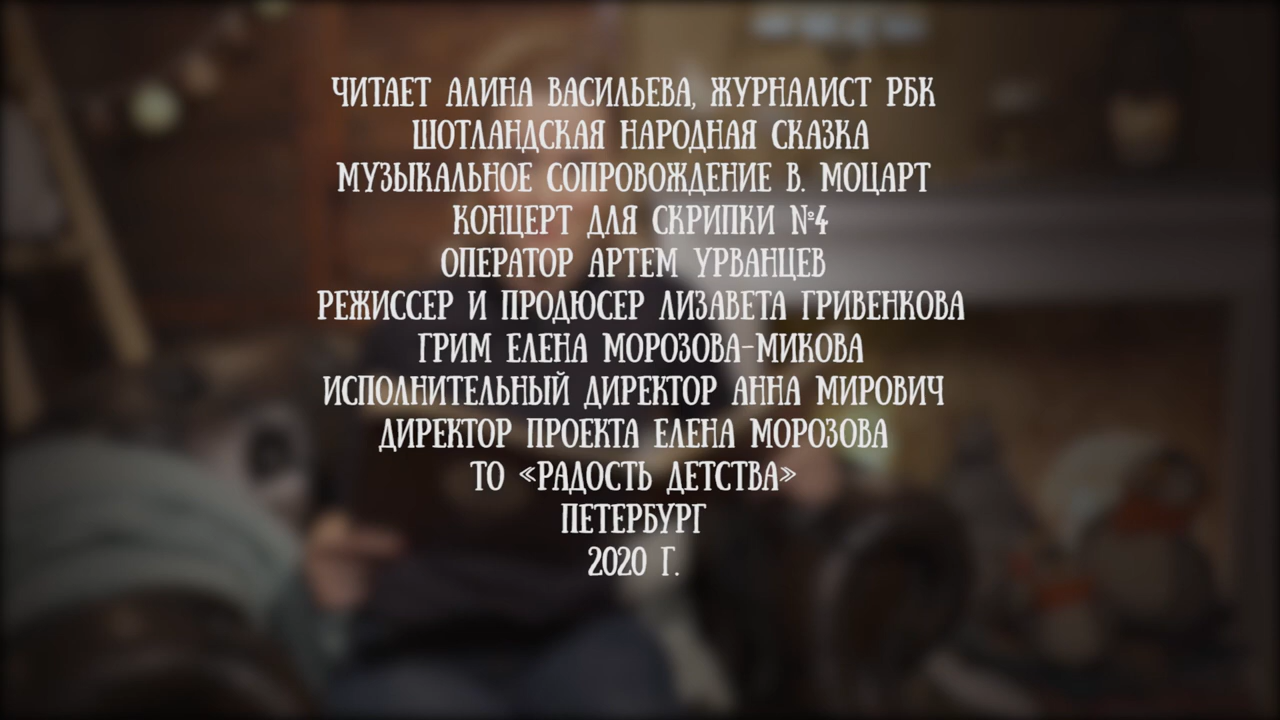 ЧИТАЕТ АЛИНА ВАСИЛЬЕВА, ЖУРНАЛИСТ РБК
ШОТЛАНДСКАЯ НАРОДНАЯ СКАЗКА
МУЗЫКАЛЬНОЕ СОПРОВОЖДЕНИЕ В. МОЦАРТ
КОНЦЕРТ ДЛЯ СКРИПКИ №4
ОПЕРАТОР АРТЕМ УРВАНЦЕВ
РЕЖИССЕР И ПРОДЮСЕР ЛИЗАВЕТА ГРИВЕНКОВА
ГРИМ ЕЛЕНА МОРОЗОВА-МИКОВА
ИСПОЛНИТЕЛЬНЫЙ ДИРЕКТОР АННА МИРОВИЧ
ДИРЕКТОР ПРОЕКТА ЕЛЕНА МОРОЗОВА
ТО «РАДОСТЬ ДЕТСТВА»
ПЕТЕРБУРГ
2020 Г.